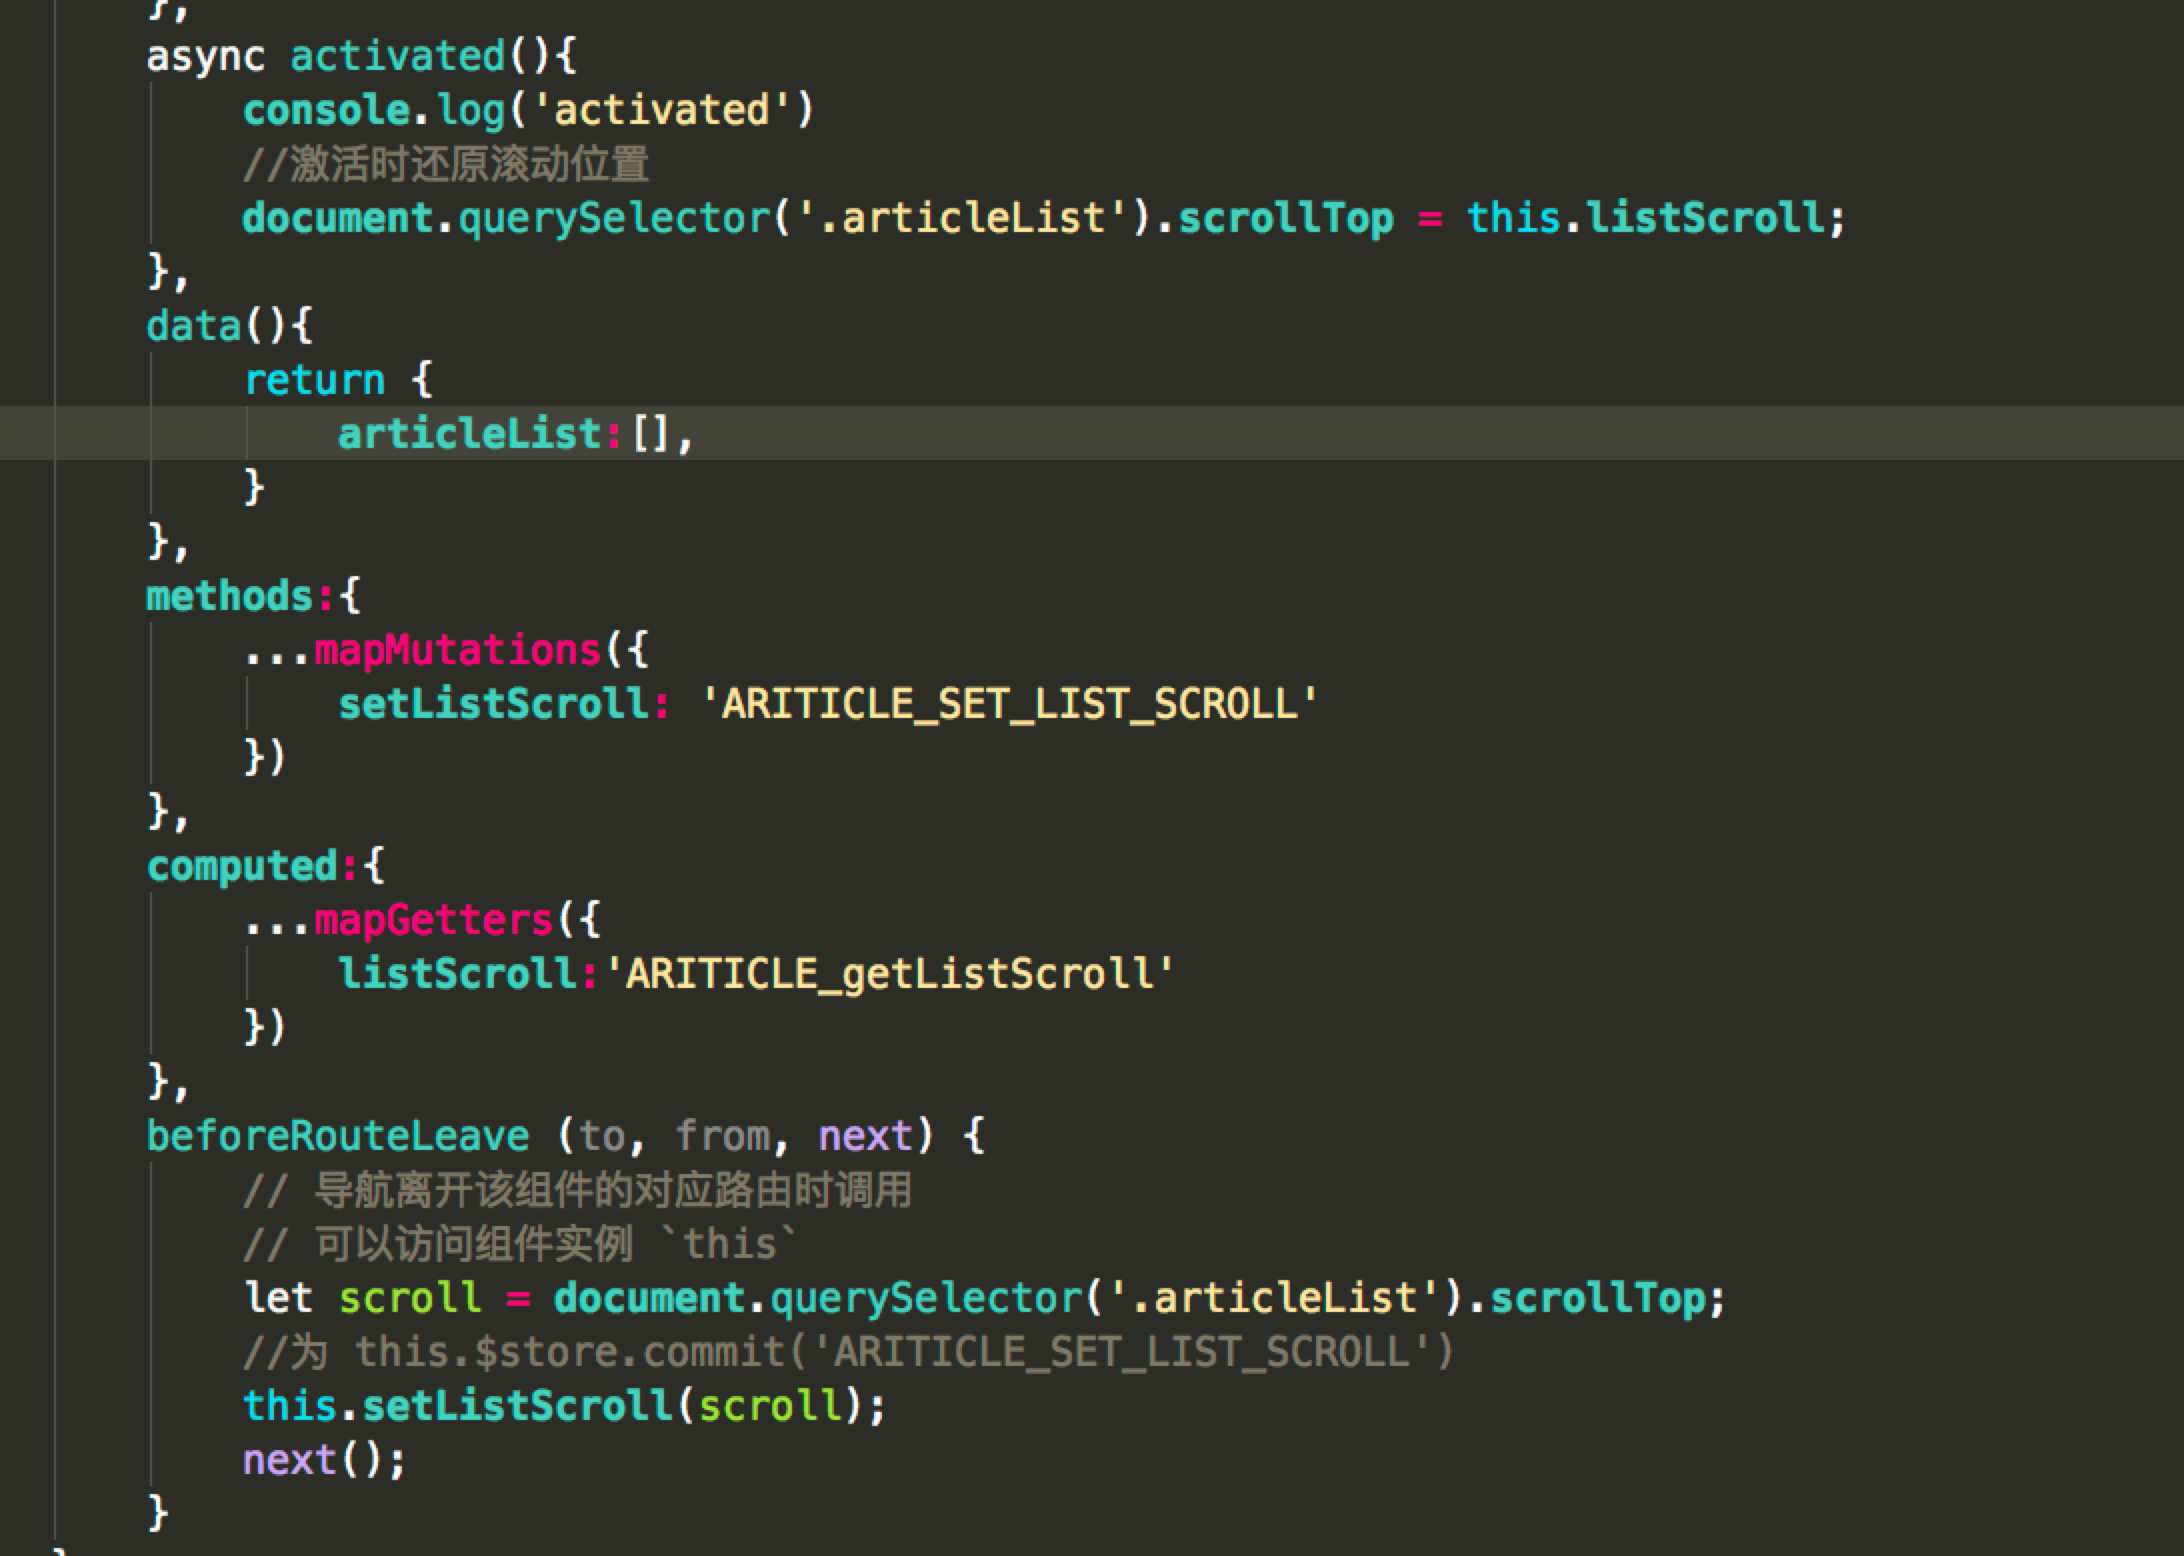 },
async activated(){
console.log('activated')
//激活时还原滚动位置
document.querySelector('.articleList').scrollTop = this.listScroll;
},
data(){
return {
articleList:[],
}
},
methods:{
...mapMutations({
setListScroll: 'ARITICLE_SET_LIST_SCROLL'
})
},
computed:{
...mapGetters({
listScroll:'ARITICLE_getListScroll'
})
},
beforeRouteLeave (to, from, next) {
// 导航离开该组件的对应路由时调用
// 可以访问组件实例 `this`
let scroll = document.querySelector('.articleList').scrollTop;
//为 this.$store.commit('ARITICLE_SET_LIST_SCROLL')
this.setListScroll(scroll);
next();
}
}